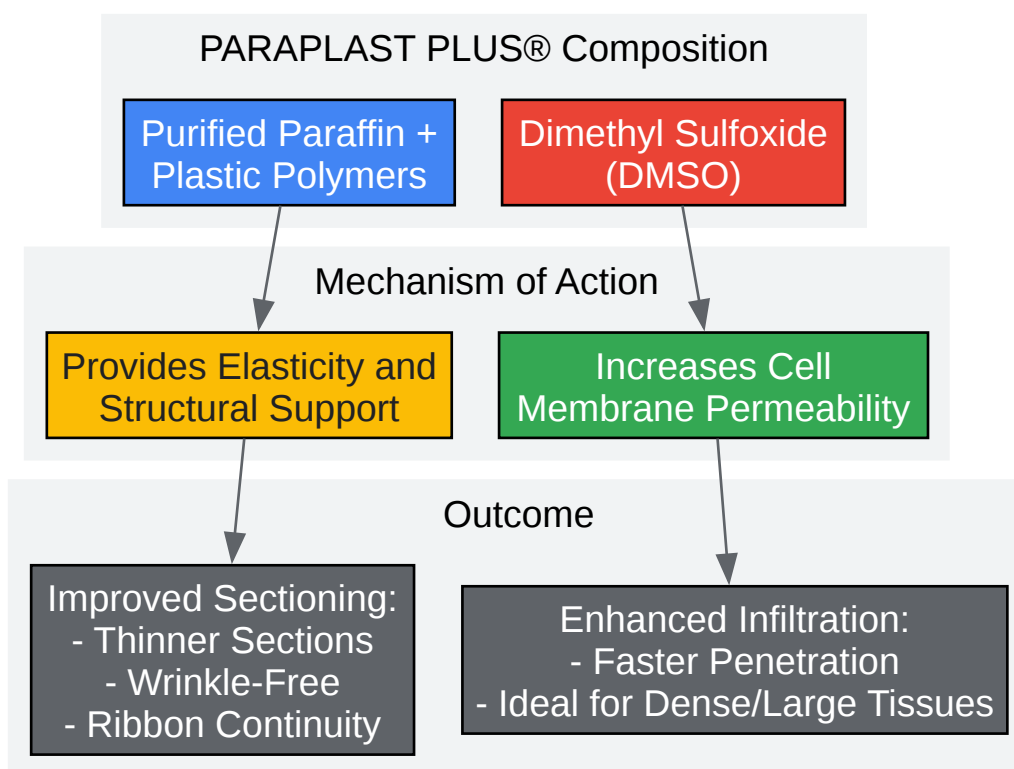 PARAPLAST PLUS® Composition
Purified Paraffin +
Plastic Polymers
Dimethyl Sulfoxide
(DMSO)
Mechanism of Action
Provides Elasticity and
Structural Support
Increases Cell
Membrane Permeability
Outcome
Improved Sectioning:
- Thinner Sections
- Wrinkle-Free
- Ribbon Continuity
Enhanced Infiltration:
- Faster Penetration
- Ideal for Dense/Large Tissues